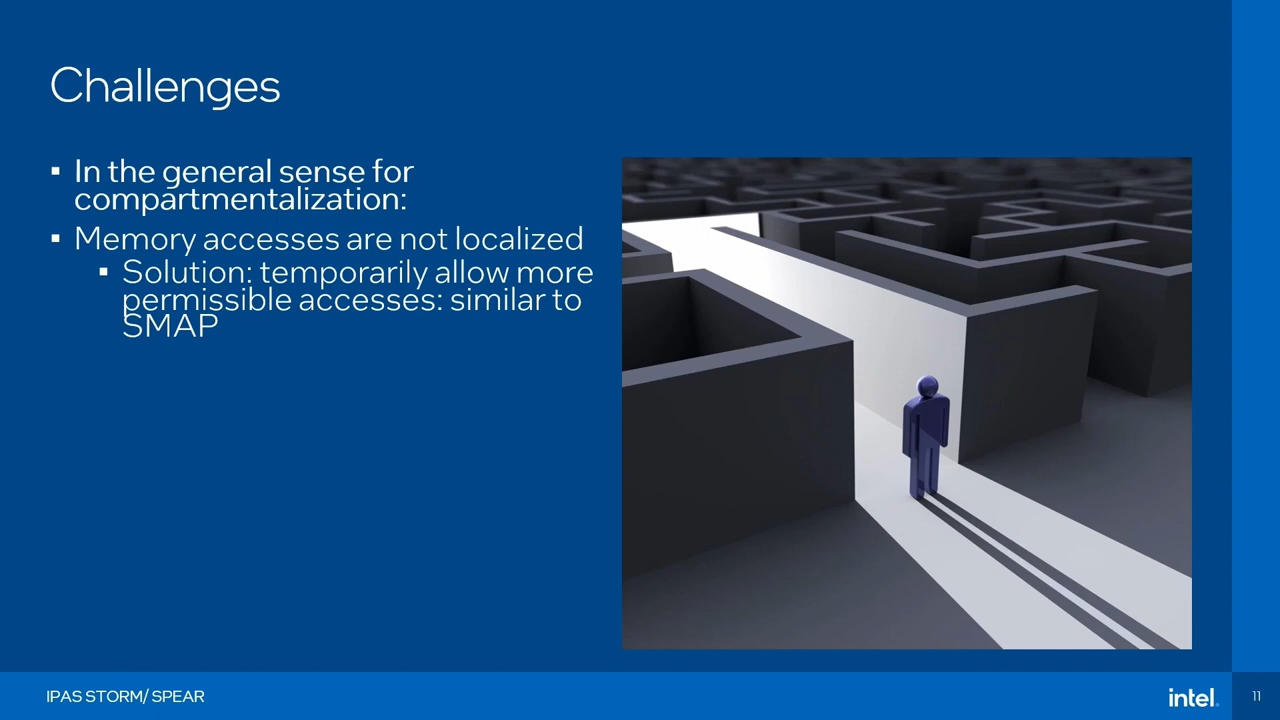 Challenges
▪ In the general sense for
compartmentalization:
▪ Memory accesses are not localized
▪ Solution: temporarily allow more
permissible accesses: similar to
SMAP
IPAS STORM/ SPEAR
intel.
11